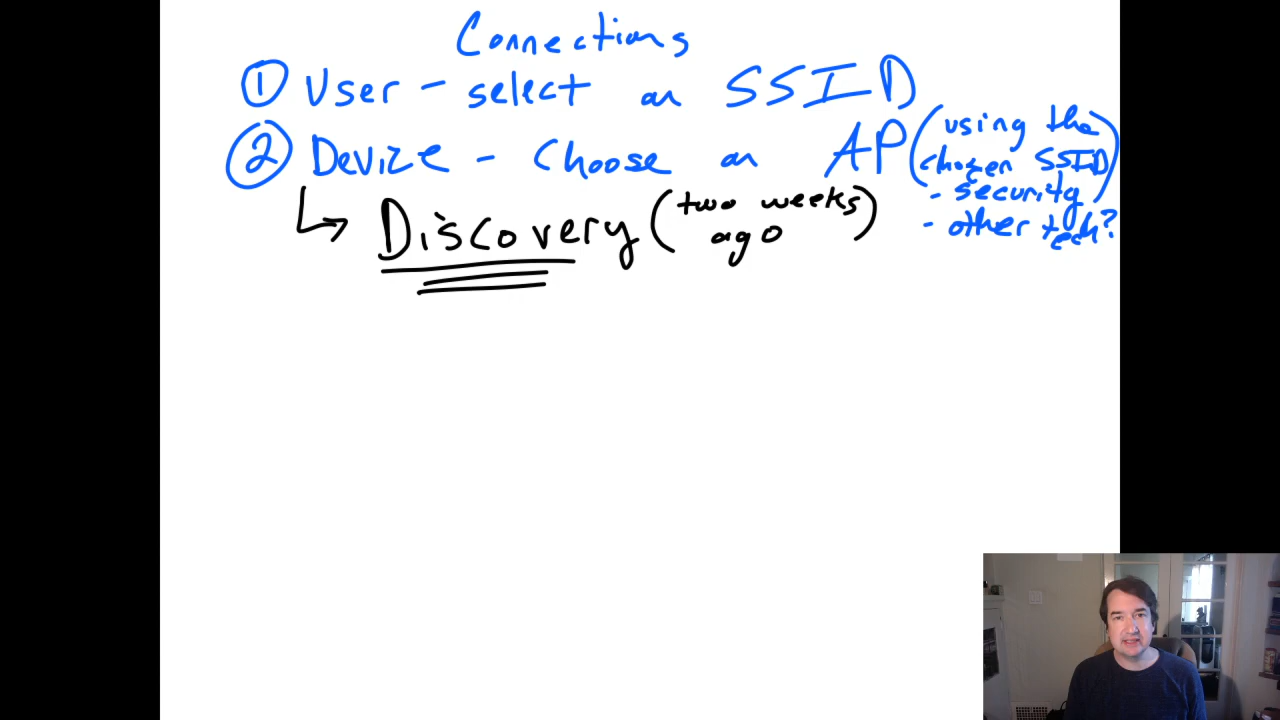 Connections
① User - select an SSID
② Device - Choose an AP (using the
chosen SSID)
- security
- other tech?
↳ Discovery (two weeks
ago)